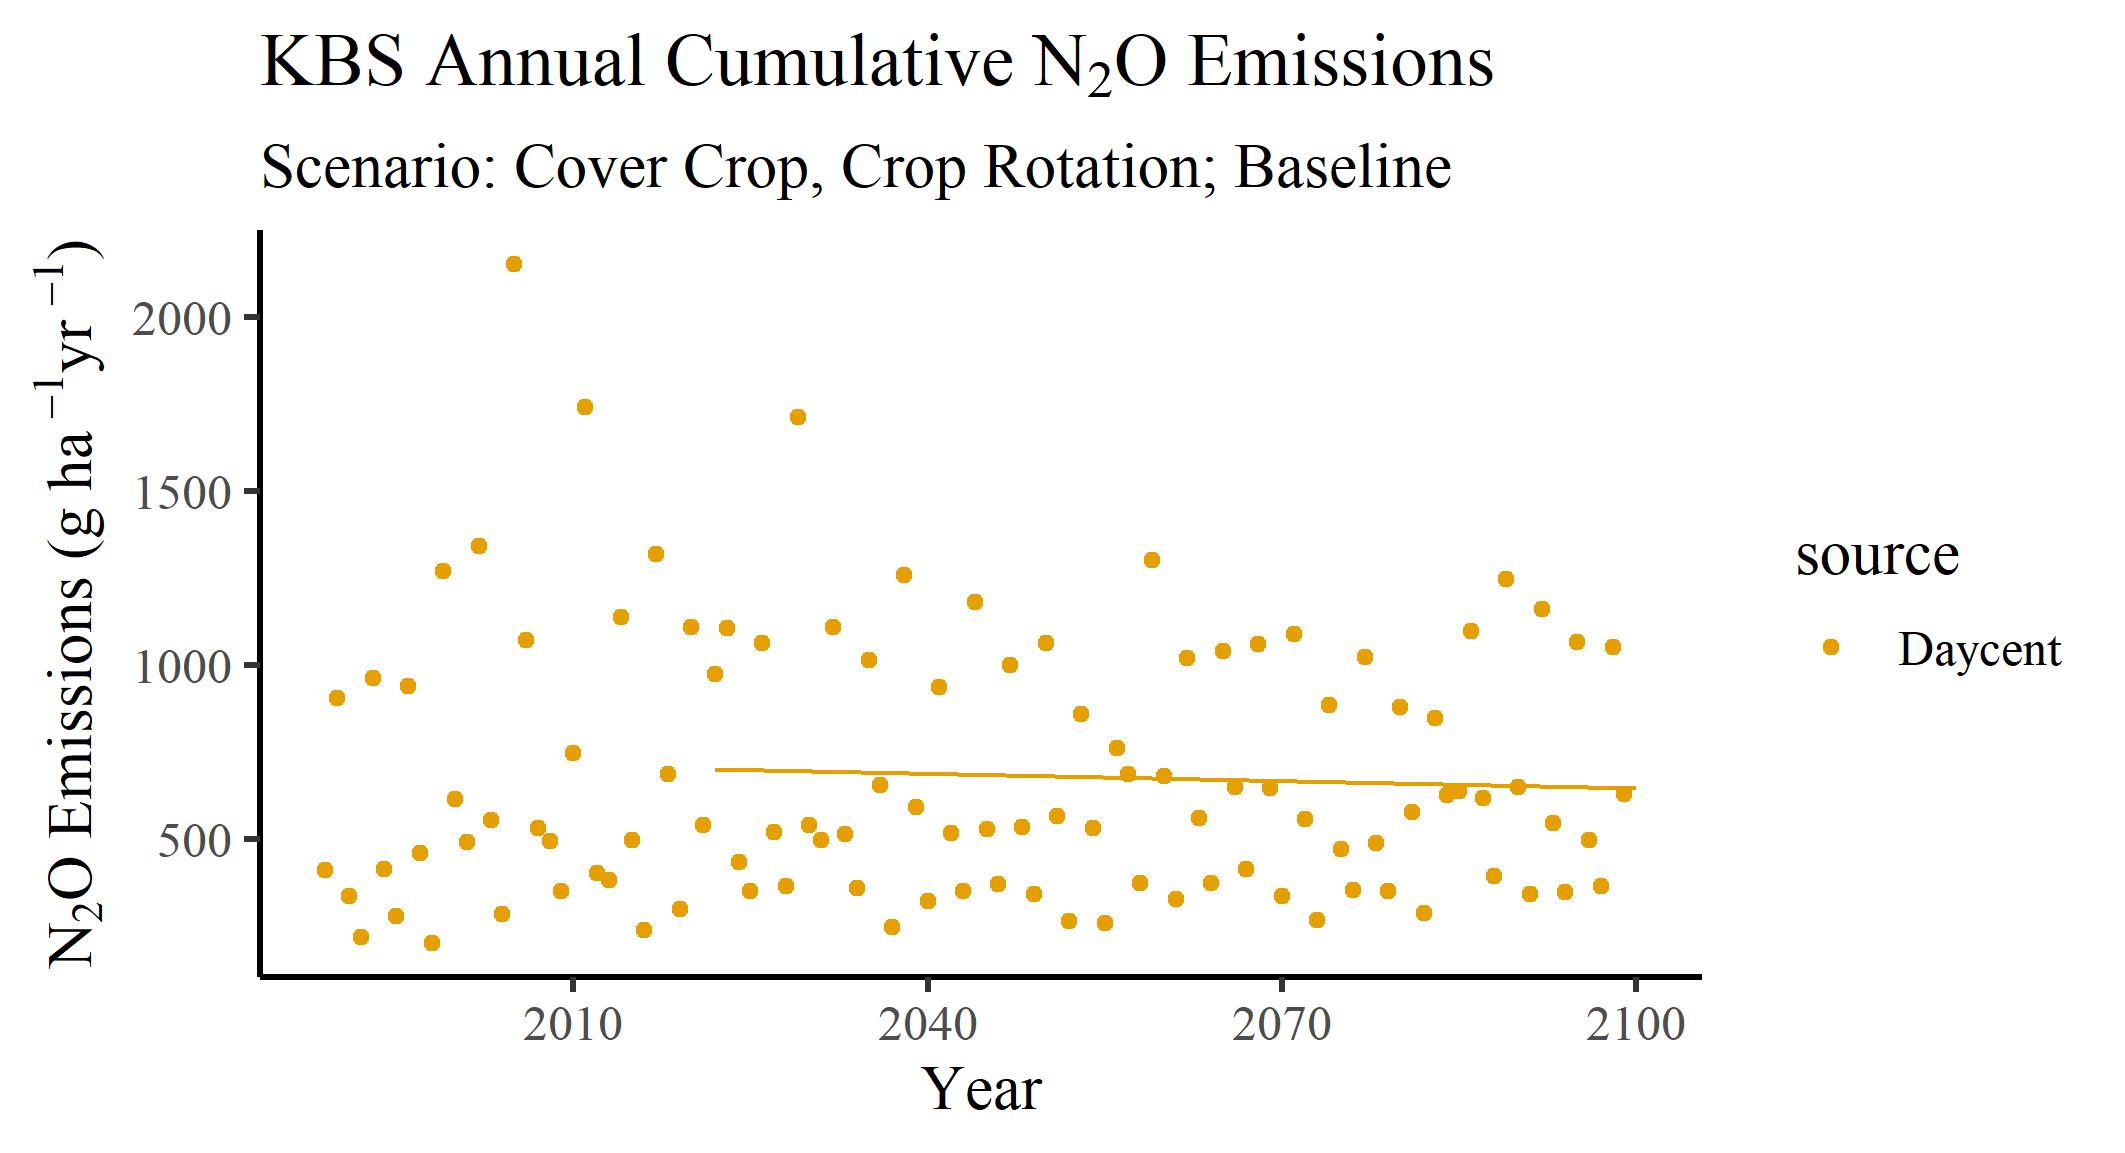 KBS Annual Cumulative N₂O Emissions
Scenario: Cover Crop, Crop Rotation; Baseline
N₂O Emissions (g ha ⁻¹yr ⁻¹)
2000
1500
1000
500
2010 2040 2070 2100
Year
source
Daycent